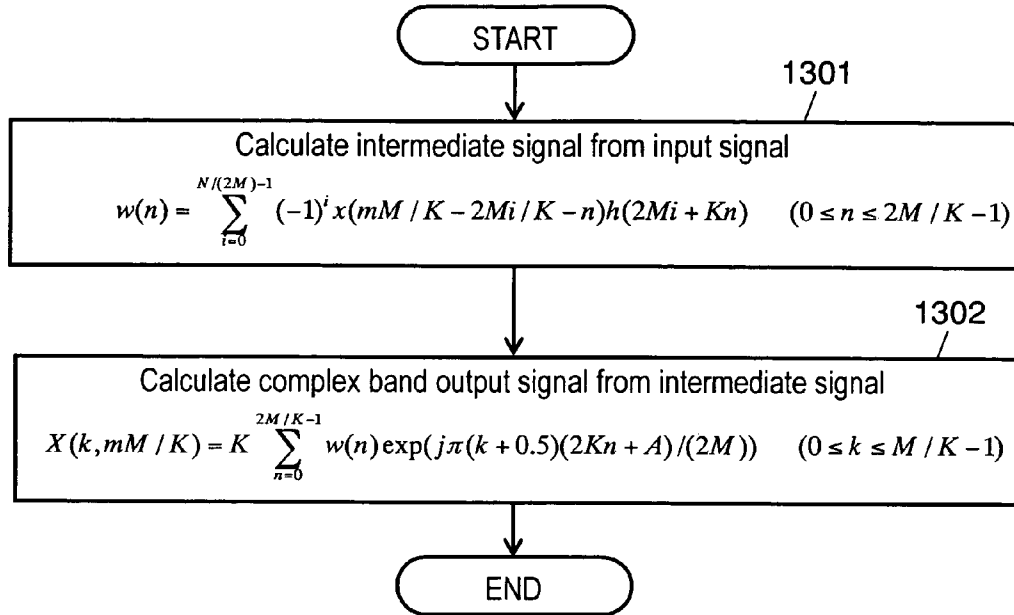 START
1301
Calculate intermediate signal from input signal
w(n) = \sum_{i=0}^{N/(2M)-1} (-1)^i x(mM/K - 2Mi/K - n)h(2Mi + Kn) (0 ≤ n ≤ 2M/K - 1)
1302
Calculate complex band output signal from intermediate signal
X(k, mM/K) = K \sum_{n=0}^{2M/K-1} w(n) exp(jπ(k + 0.5)(2Kn + A)/(2M)) (0 ≤ k ≤ M/K - 1)
END